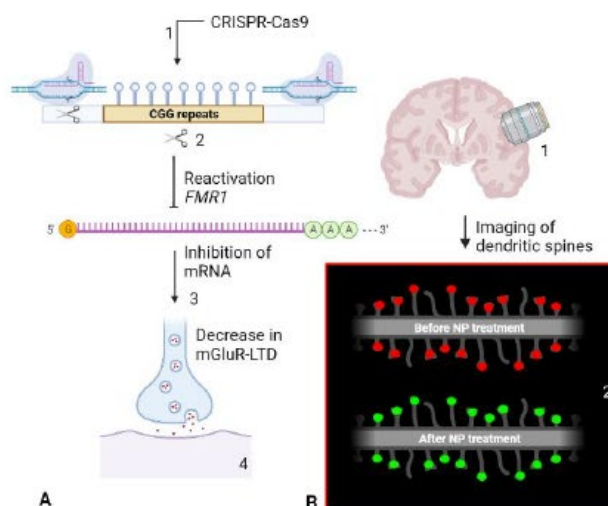 CRISPR-Cas9
1
CGG repeats
2
Reactivation
FMR1
5' G A A A ---3'
Inhibition of
mRNA
3
Decrease in
mGluR-LTD
4
A
1
Imaging of
dendritic spines
Before NP treatment
2
After NP treatment
B